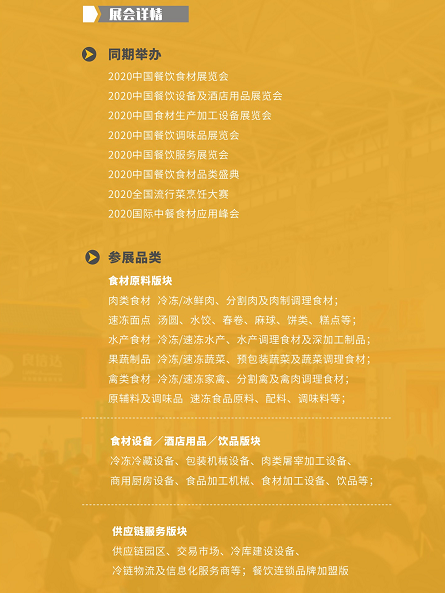 展会详情
同期举办
2020中国餐饮食材展览会
2020中国餐饮设备及酒店用品展览会
2020中国食材生产加工设备展览会
2020中国餐饮调味品展览会
2020中国餐饮服务展览会
2020中国餐饮食材品类盛典
2020全国流行菜烹饪大赛
2020国际中餐食材应用峰会
参展品类
食材原料版块
肉类食材 冷冻/冰鲜肉、分割肉及肉制调理食材；
速冻面点 汤圆、水饺、春卷、麻球、饼类、糕点等；
水产食材 冷冻/速冻水产、水产调理食材及深加工制品；
果蔬制品 冷冻/速冻蔬菜、预包装蔬菜及蔬菜调理食材；
禽类食材 冷冻/速冻家禽、分割禽及禽肉调理食材；
原辅料及调味品 速冻食品原料、配料、调味料等；
食材设备／酒店用品／饮品版块
冷冻冷藏设备、包装机械设备、肉类屠宰加工设备、
商用厨房设备、食品加工机械、食材加工设备、饮品等；
供应链服务版块
供应链园区、交易市场、冷库建设设备、
冷链物流及信息化服务商等；餐饮连锁品牌加盟版